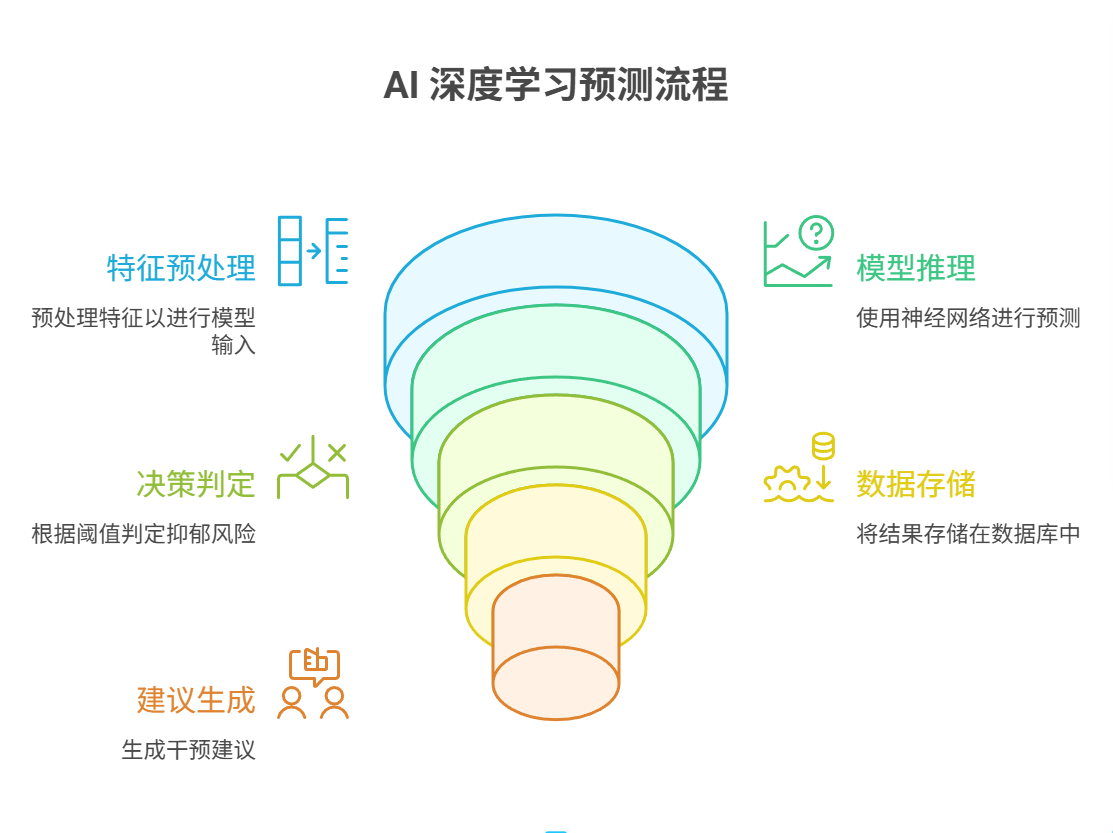 AI 深度学习预测流程
特征预处理
预处理特征以进行模型
输入
模型推理
使用神经网络进行预测
决策判定
根据阈值判定抑郁风险
数据存储
将结果存储在数据库中
建议生成
生成干预建议